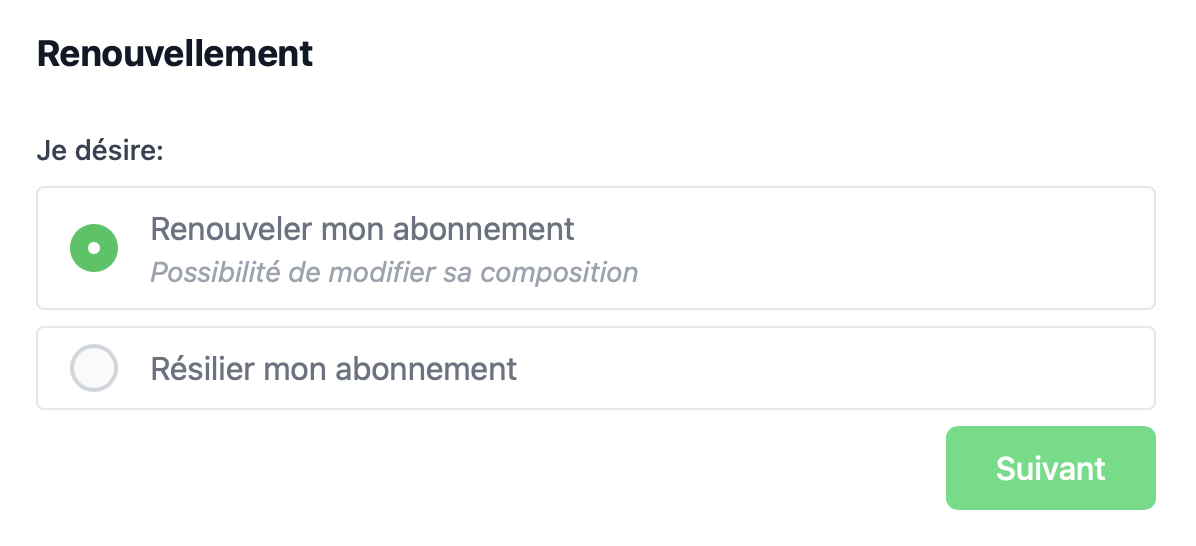 Renouvellement
Je désire:
Renouveler mon abonnement
Possibilité de modifier sa composition
Résilier mon abonnement
Suivant